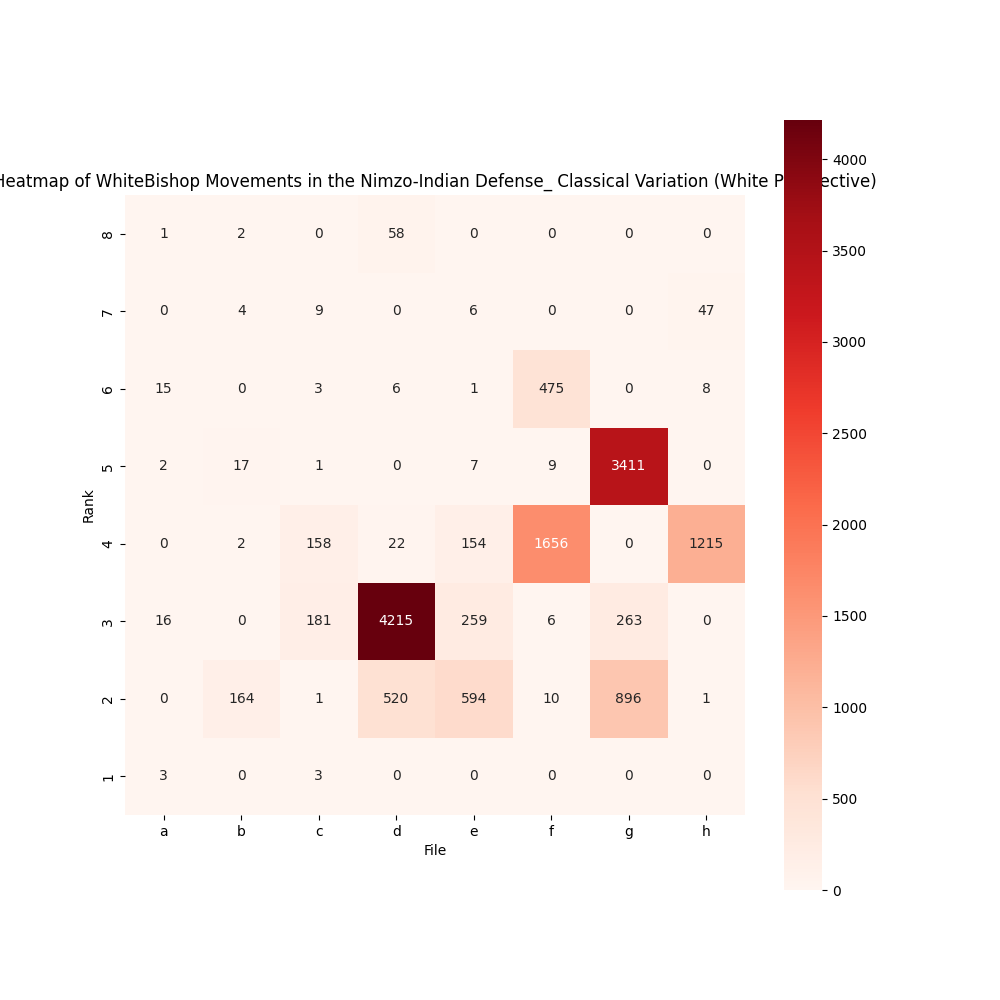 Heatmap of WhiteBishop Movements in the Nimzo-Indian Defense_ Classical Variation (White Perspective)
8 1 2 0 58 0 0 0 0
7 0 4 9 0 6 0 0 47
6 15 0 3 6 1 475 0 8
5 2 17 1 0 7 9 3411 0
4 0 2 158 22 154 1656 0 1215
3 16 0 181 4215 259 6 263 0
2 0 164 1 520 594 10 896 1
1 3 0 3 0 0 0 0 0
a b c d e f g h
Rank
File
4000
3500
3000
2500
2000
1500
1000
500
0